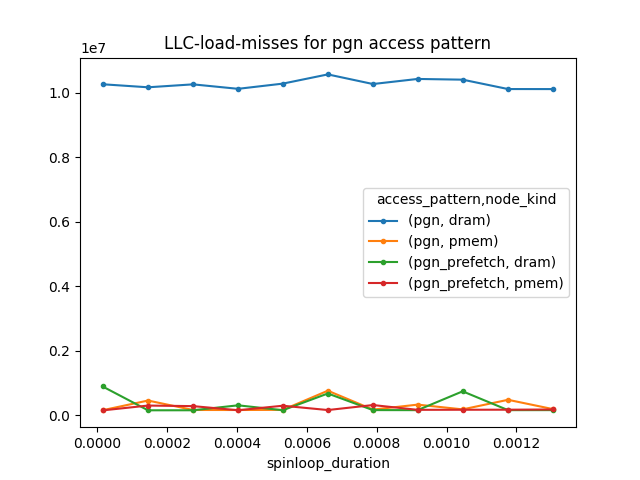 LLC-load-misses for pgn access pattern
1e7
1.0
0.8
0.6
0.4
0.2
0.0
access_pattern,node_kind
(pgn, dram)
(pgn, pmem)
(pgn_prefetch, dram)
(pgn_prefetch, pmem)
0.0000 0.0002 0.0004 0.0006 0.0008 0.0010 0.0012
spinloop_duration